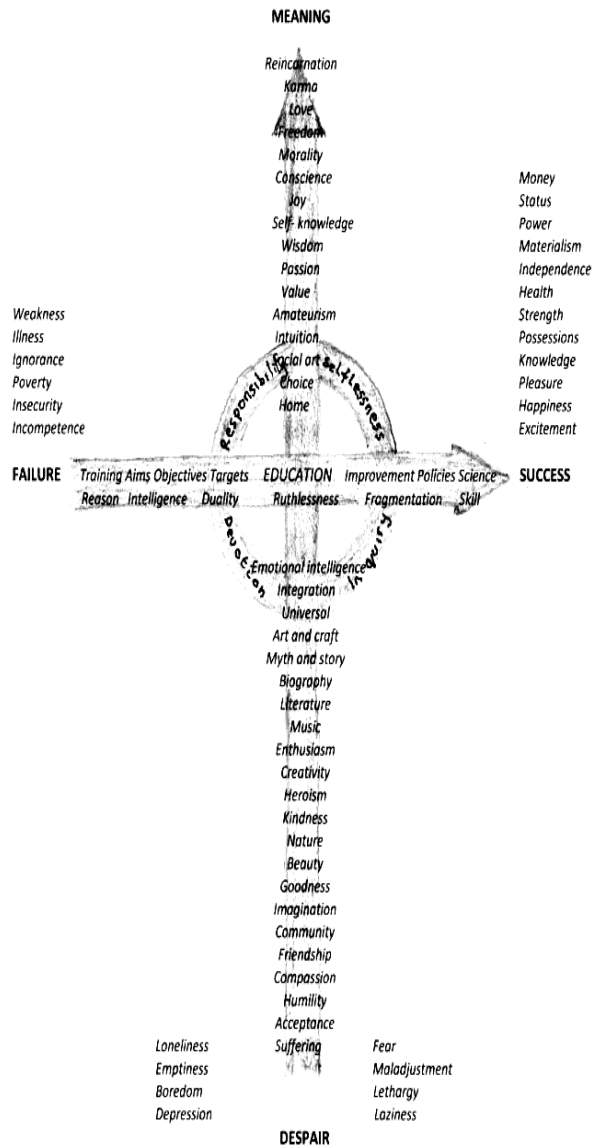 MEANING
Reincarnation
Karma
Love
Freedom
Morality
Conscience
Joy
Self- knowledge
Wisdom
Passion
Value
Amateurism
Intuition
Social art
Choice
Home
Money
Status
Power
Materialism
Independence
Health
Strength
Possessions
Knowledge
Pleasure
Happiness
Excitement
Weakness
Illness
Ignorance
Poverty
Insecurity
Incompetence
Responsibility
selflessness
FAILURE Training Aims Objectives Targets EDUCATION Improvement Policies Science SUCCESS
Reason Intelligence Duality Ruthlessness Fragmentation Skill
Devotion
Inquiry
Emotional intelligence
Integration
Universal
Art and craft
Myth and story
Biography
Literature
Music
Enthusiasm
Creativity
Heroism
Kindness
Nature
Beauty
Goodness
Imagination
Community
Friendship
Compassion
Humility
Acceptance
Suffering
Loneliness
Emptiness
Boredom
Depression
Fear
Maladjustment
Lethargy
Laziness
DESPAIR